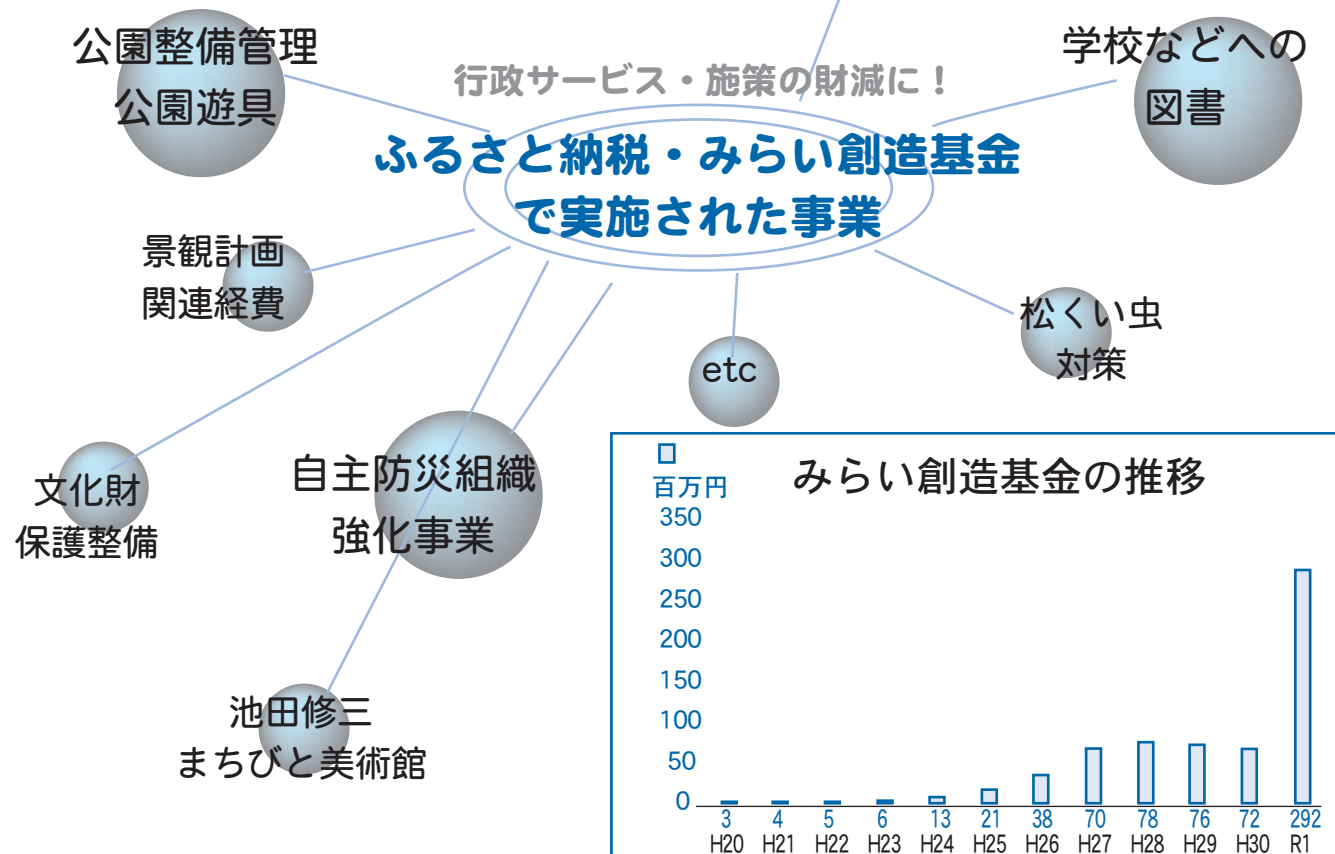 行政サービス・施策の財減に！
ふるさと納税・みらい創造基金
で実施された事業
公園整備管理
公園遊具
学校などへの
図書
景観計画
関連経費
松くい虫
対策
etc
文化財
保護整備
自主防災組織
強化事業
池田修三
まちびと美術館
みらい創造基金の推移
百万円
350
300
250
200
150
100
50
0
3 4 5 6 13 21 38 70 78 76 72 292
H20 H21 H22 H23 H24 H25 H26 H27 H28 H29 H30 R1